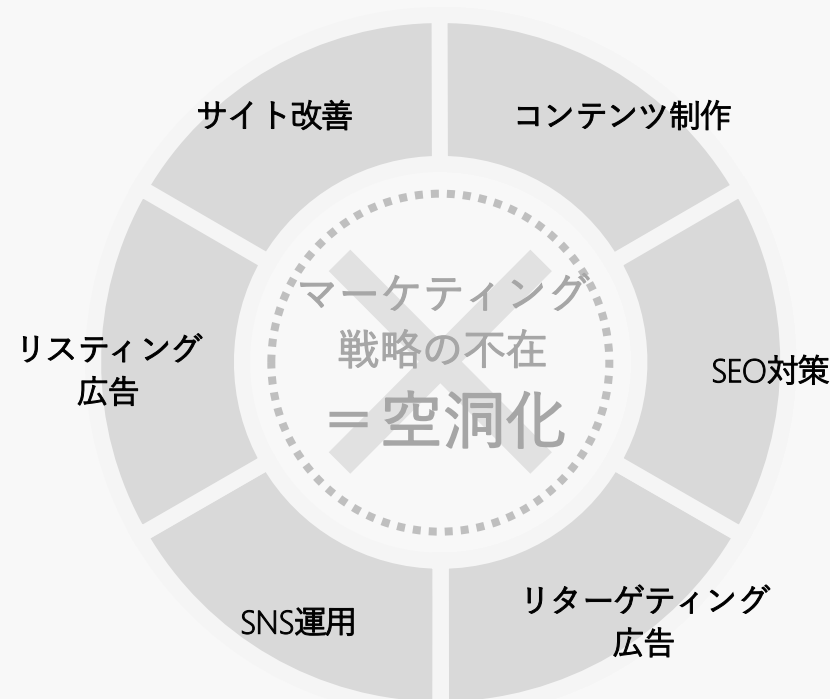 サイト改善
コンテンツ制作
マーケティング
戦略の不在
＝空洞化
リスティング
広告
SEO対策
SNS運用
リターゲティング
広告